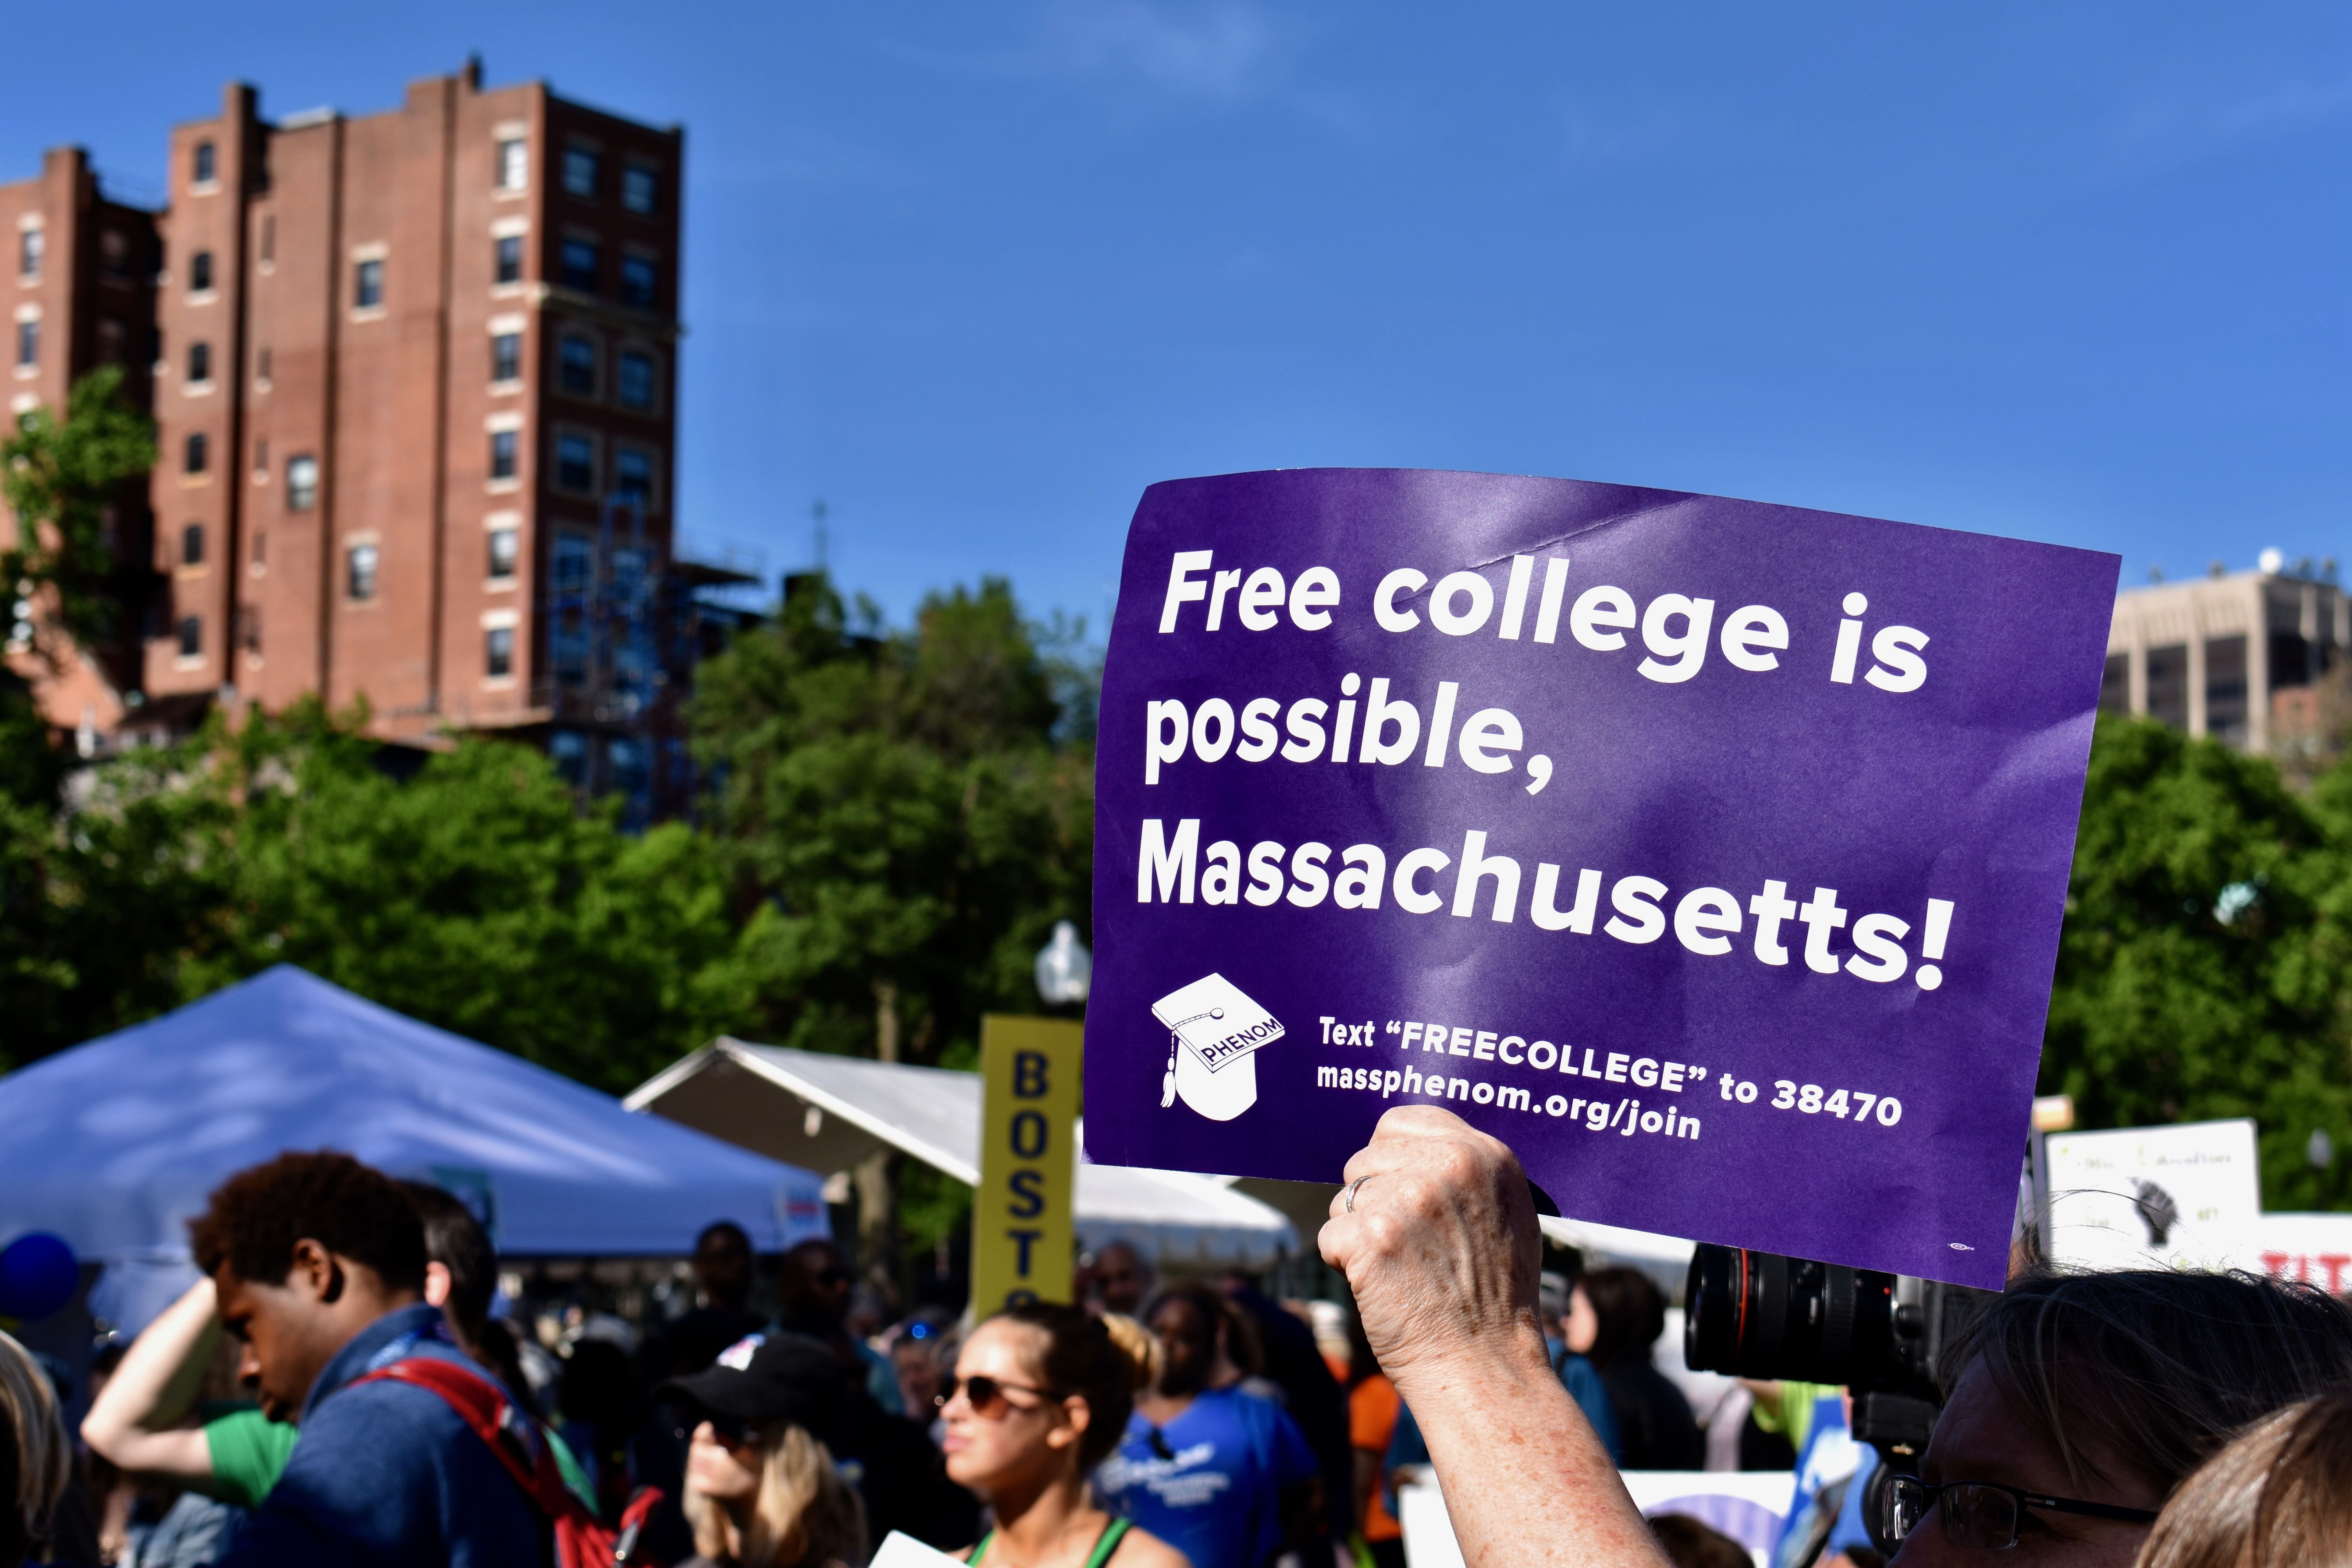 Free college is
possible,
Massachusetts!
PHENOM
Text “FREECOLLEGE” to 38470
massphenom.org/join
BOST